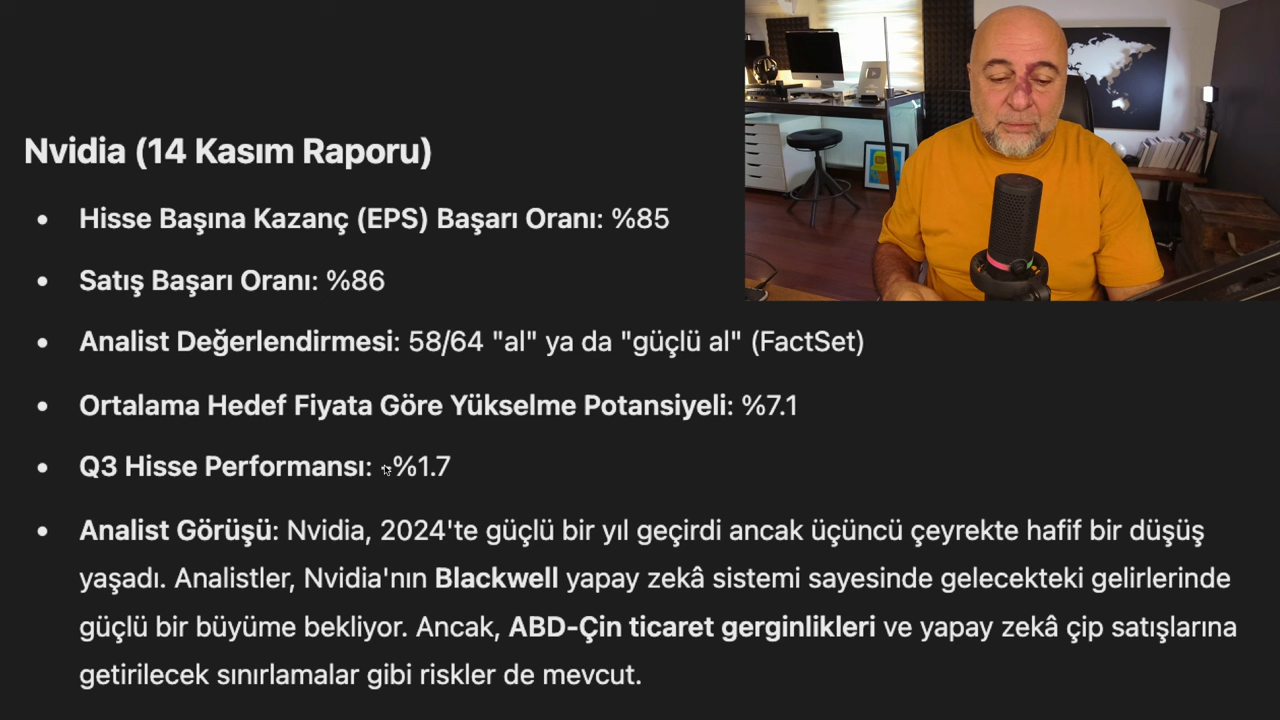 Nvidia (14 Kasım Raporu)
• Hisse Başına Kazanç (EPS) Başarı Oranı: %85
• Satış Başarı Oranı: %86
• Analist Değerlendirmesi: 58/64 "al" ya da "güçlü al" (FactSet)
• Ortalama Hedef Fiyata Göre Yükselme Potansiyeli: %7.1
• Q3 Hisse Performansı: -%1.7
• Analist Görüşü: Nvidia, 2024'te güçlü bir yıl geçirdi ancak üçüncü çeyrekte hafif bir düşüş
yaşadı. Analistler, Nvidia'nın Blackwell yapay zekâ sistemi sayesinde gelecekteki gelirlerinde
güçlü bir büyüme bekliyor. Ancak, ABD-Çin ticaret gerginlikleri ve yapay zekâ çip satışlarına
getirilecek sınırlamalar gibi riskler de mevcut.